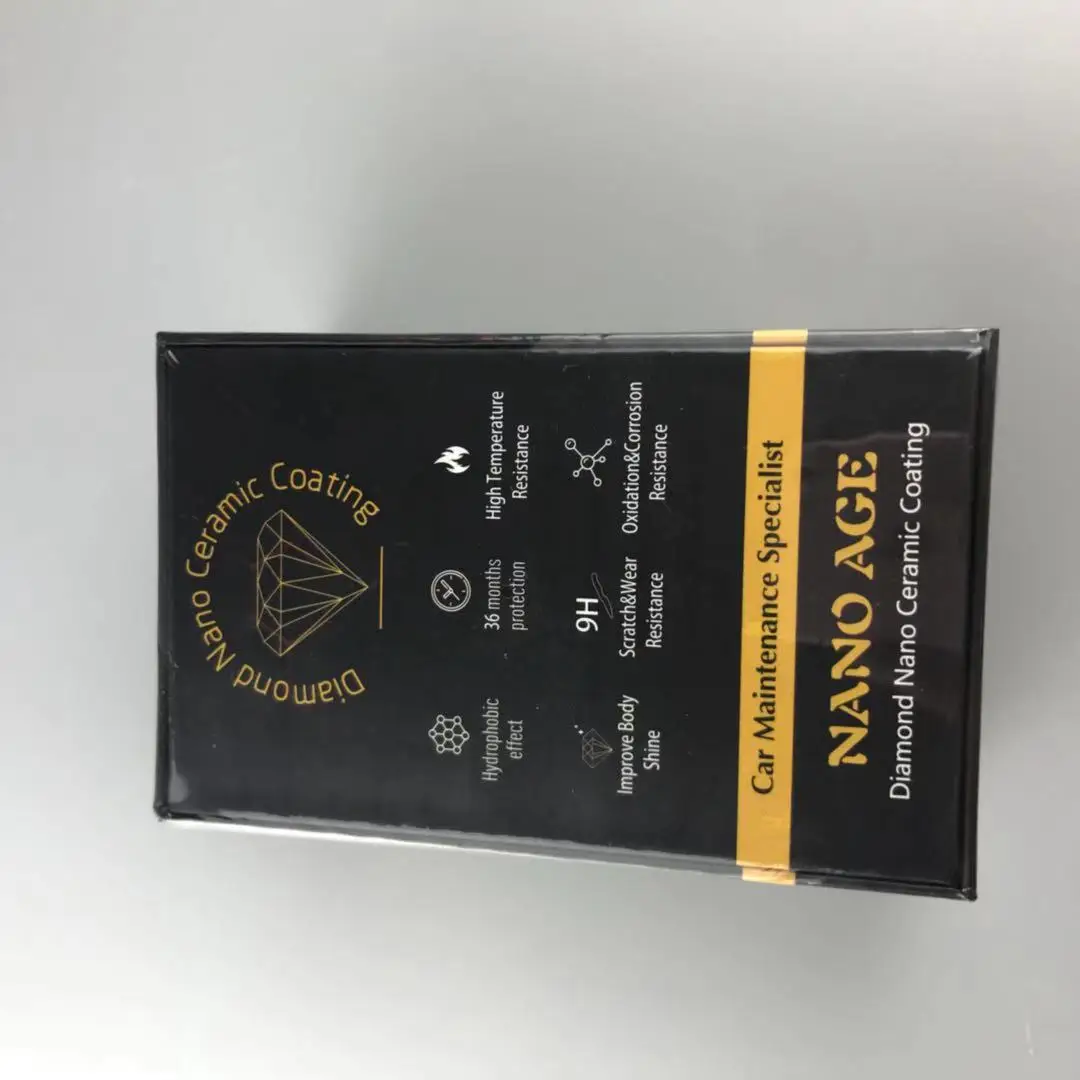 Diamond Nano Ceramic Coating
Hydrophobic
effect
36 months
protection
High Temperature
Resistance
Improve Body
Shine
9H
Scratch&Wear
Resistance
Oxidation&Corrosion
Resistance
Car Maintenance Specialist
NANO AGE
Diamond Nano Ceramic Coating